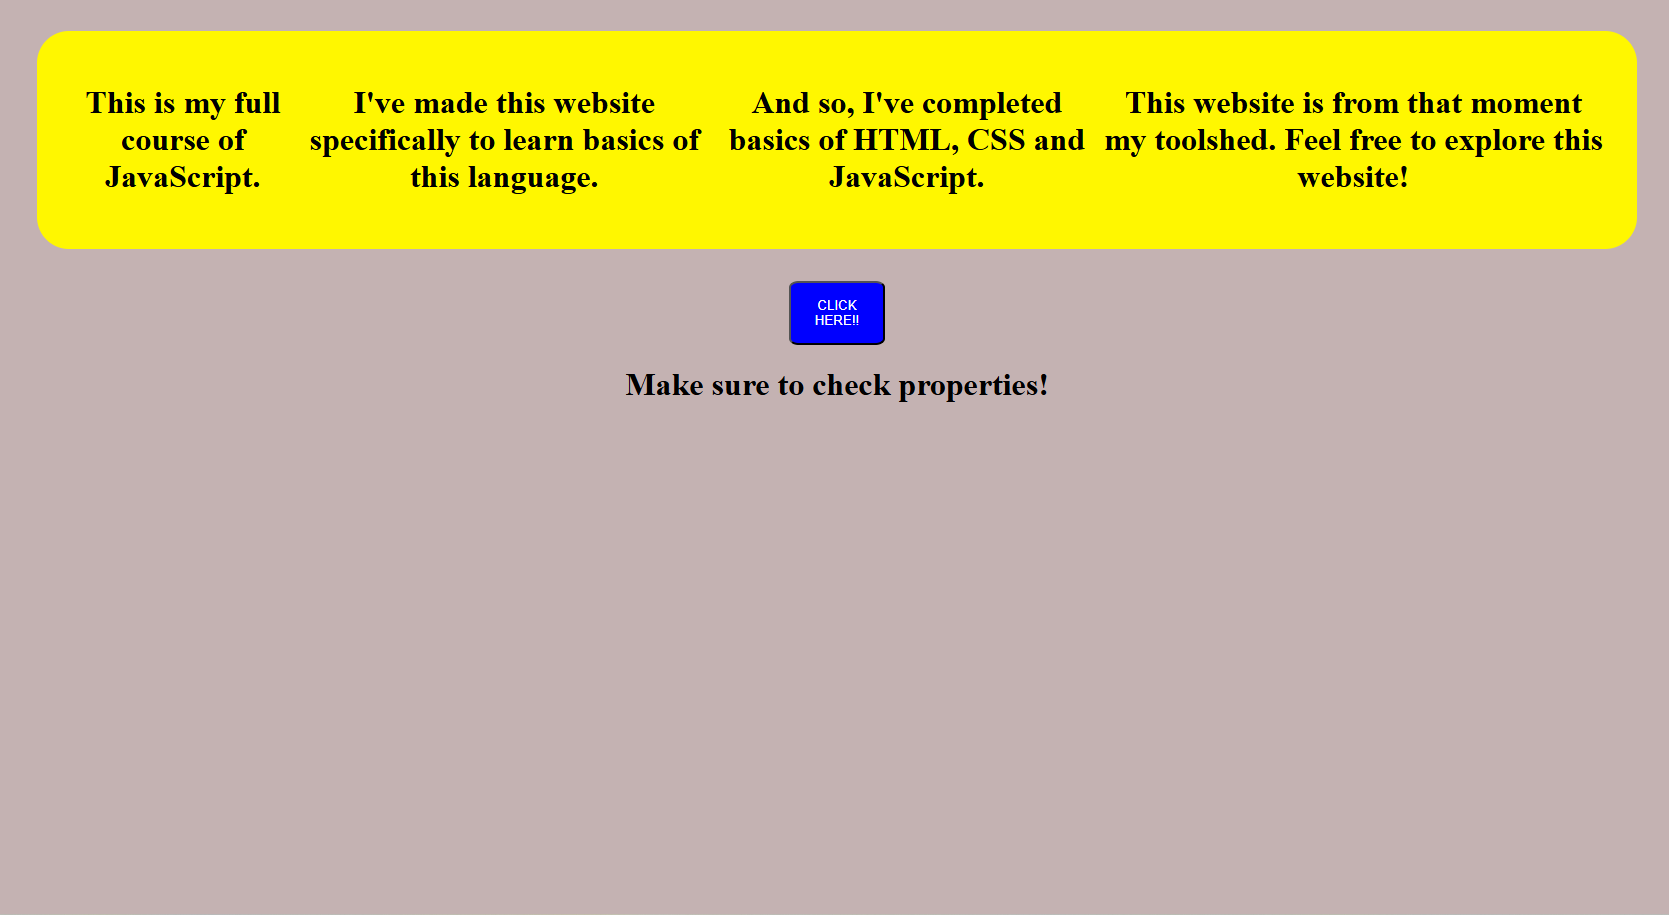 This is my full
course of
JavaScript.
I've made this website
specifically to learn basics of
this language.
And so, I've completed
basics of HTML, CSS and
JavaScript.
This website is from that moment
my toolshed. Feel free to explore this
website!
CLICK
HERE!!
Make sure to check properties!